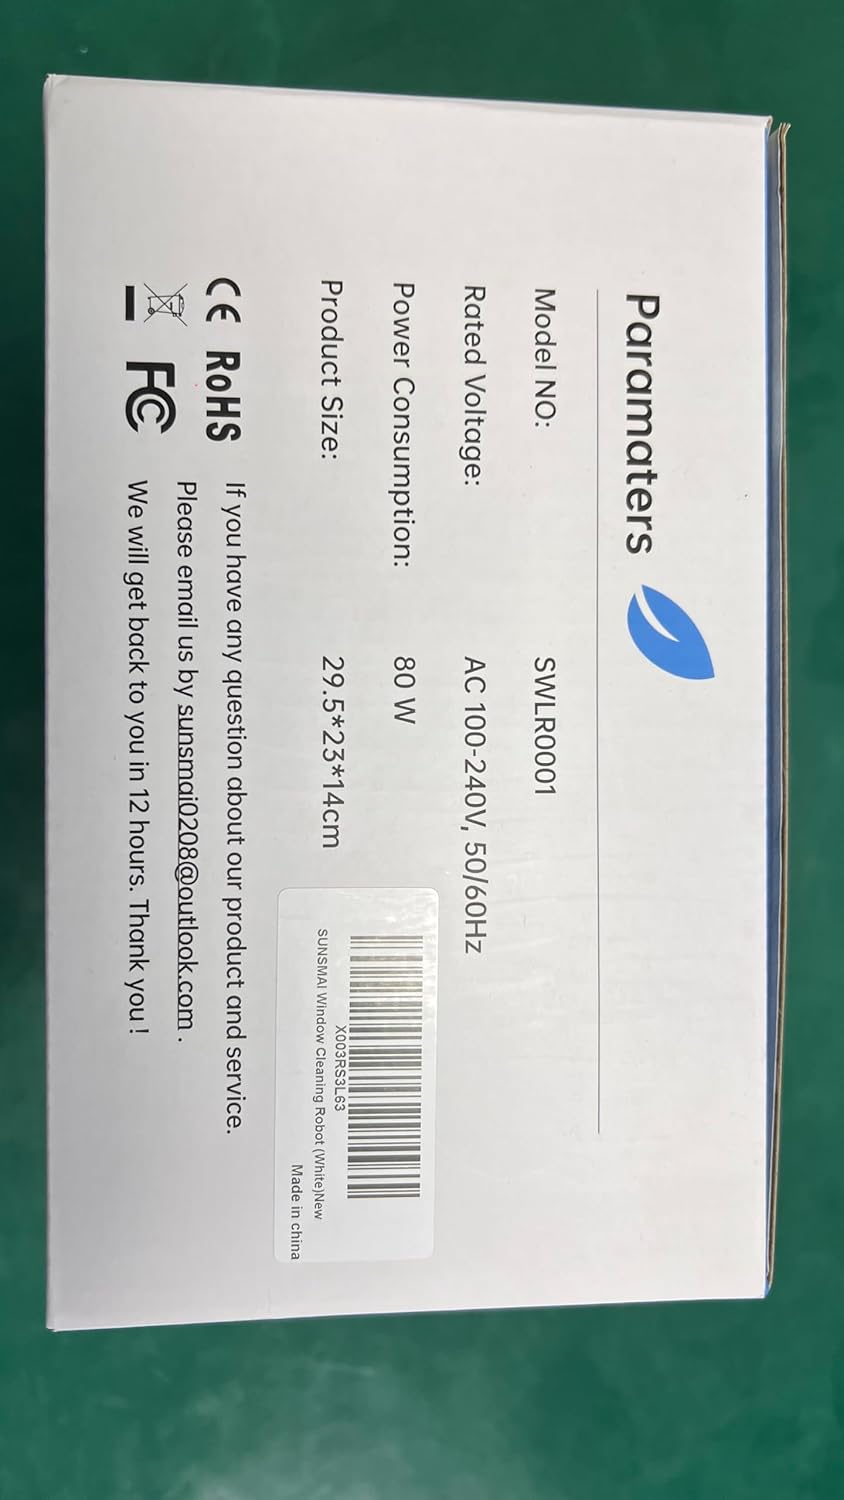 Paramaters
Model NO: SWLR0001
Rated Voltage: AC 100-240V, 50/60Hz
Power Consumption: 80 W
Product Size: 29.5*23*14cm
X003RS3L63
SUNSMAI Window Cleaning Robot (White)New
Made in china
CE RoHS
FC
If you have any question about our product and service.
Please email us by sunsmai0208@outlook.com .
We will get back to you in 12 hours. Thank you!